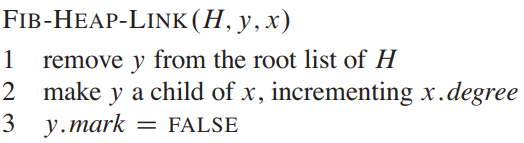 FIB-HEAP-LINK(H, y, x)
1 remove y from the root list of H
2 make y a child of x, incrementing x.degree
3 y.mark = FALSE